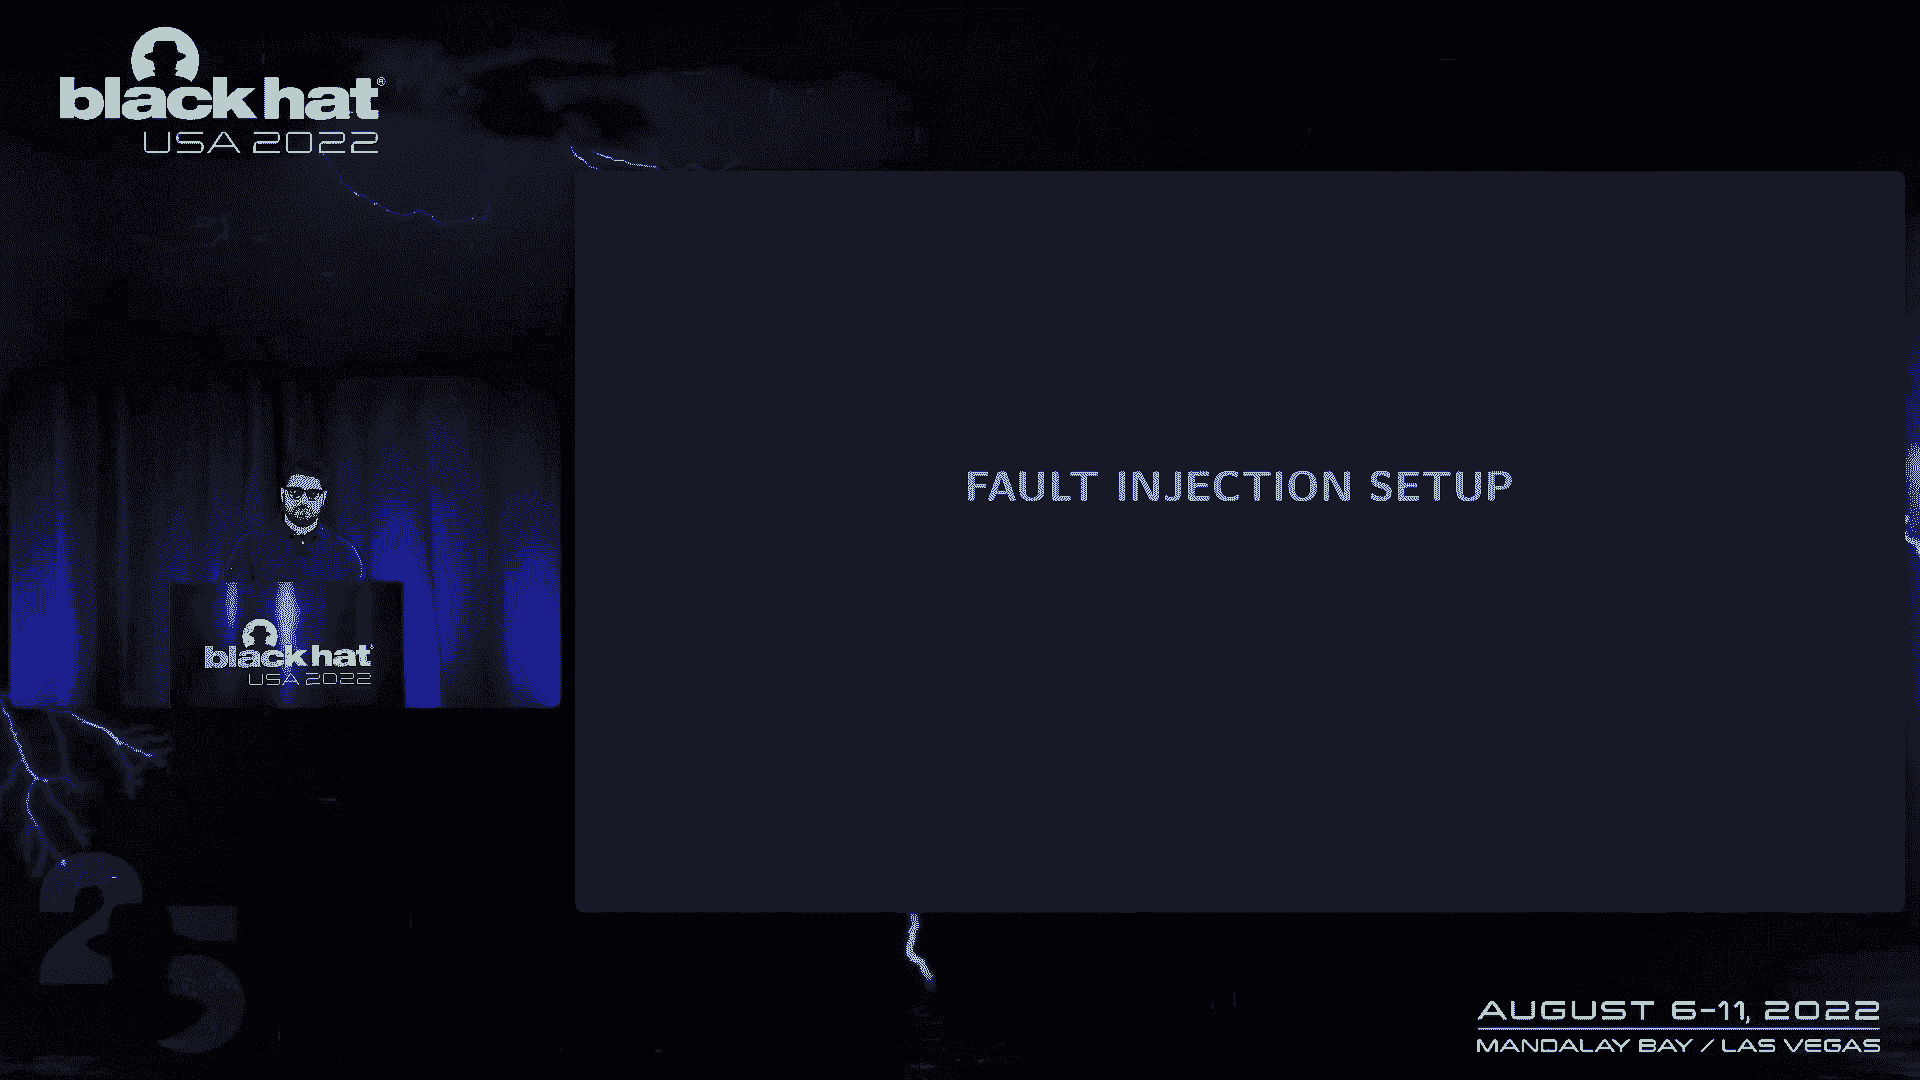 black hat®
USA 2022
FAULT INJECTION SETUP
black hat
USA 2022
25
AUGUST 6-11, 2022
MANDALAY BAY / LAS VEGAS